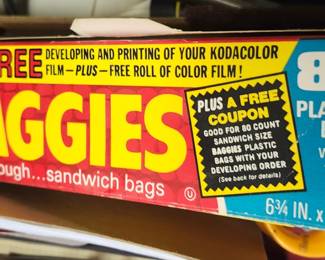 REE DEVELOPING AND PRINTING OF YOUR KODACOLOR
FILM—PLUS—FREE ROLL OF COLOR FILM!
AGGIES
ough...sandwich bags
U
PLUS A FREE
COUPON
GOOD FOR 80 COUNT
SANDWICH SIZE
BAGGIES PLASTIC
BAGS WITH YOUR
DEVELOPING ORDER
(See back for details)
8
PLA
W
6¾ IN. x